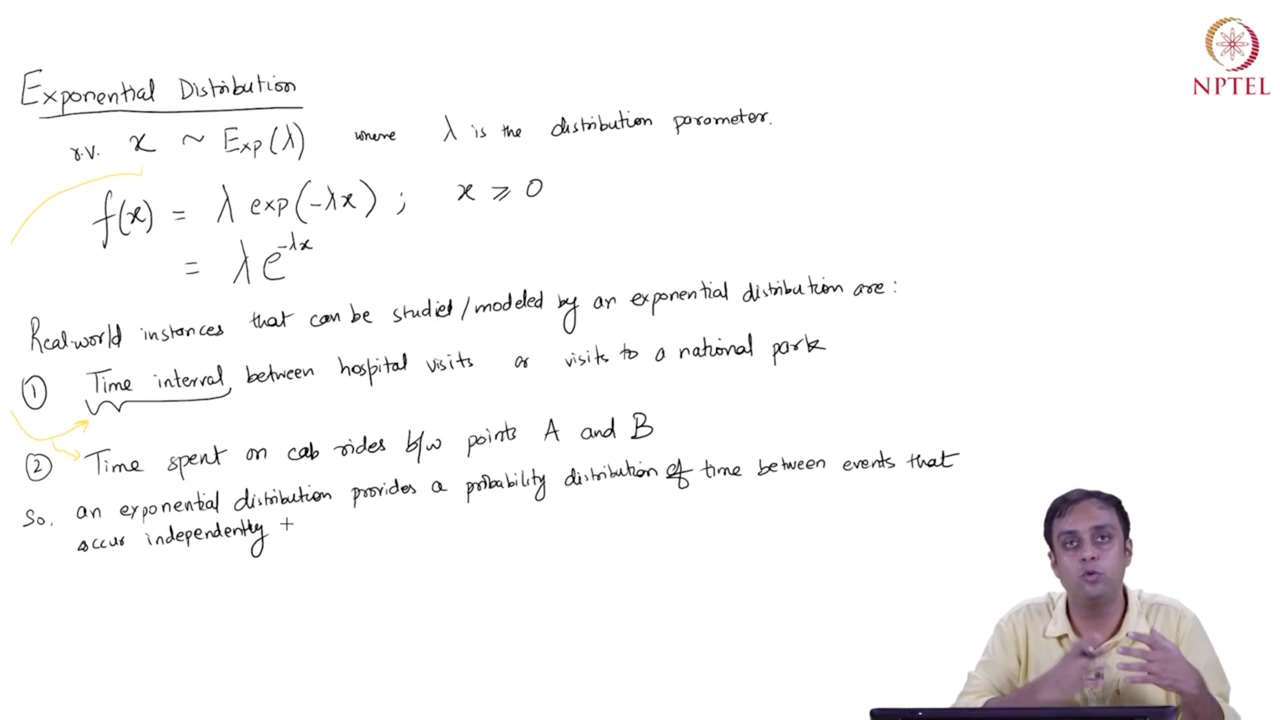 NPTEL
Exponential Distribution
r.v. x ~ Exp(λ) where λ is the distribution parameter.
f(x) = λ exp(-λx) ; x ⩾ 0
= λ e^{-λx}
Real world instances that can be studied/modeled by an exponential distribution are:
① Time interval between hospital visits or visits to a national park
② Time spent on cab rides b/w points A and B
So, an exponential distribution provides a probability distribution of time between events that
occur independently +